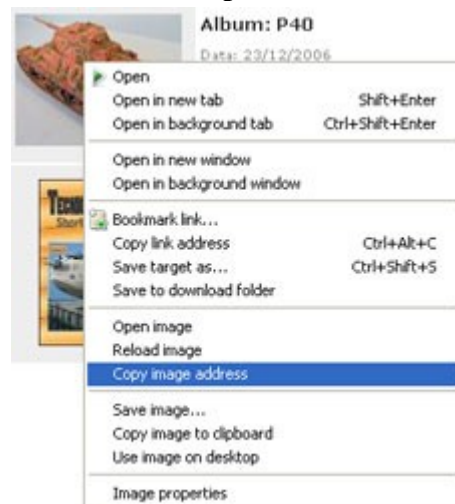 Album: P40
Data: 23/12/2006
Open
Open in new tab Shift+Enter
Open in background tab Ctrl+Shift+Enter
Open in new window
Open in background window
Bookmark link...
Copy link address Ctrl+Alt+C
Save target as... Ctrl+Shift+S
Save to download folder
Open image
Reload image
Copy image address
Save image...
Copy image to clipboard
Use image on desktop
Image properties
Short